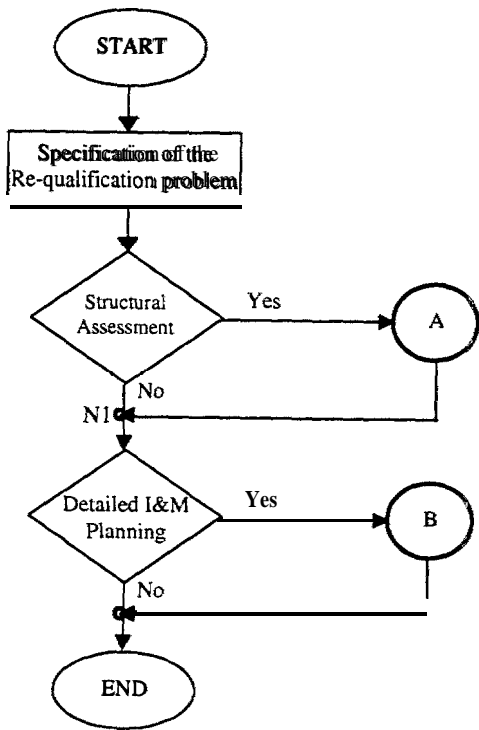 START
Specification of the
Re-qualification problem
Structural
Assessment
Yes
A
No
N1
Detailed I&M
Planning
Yes
B
No
END